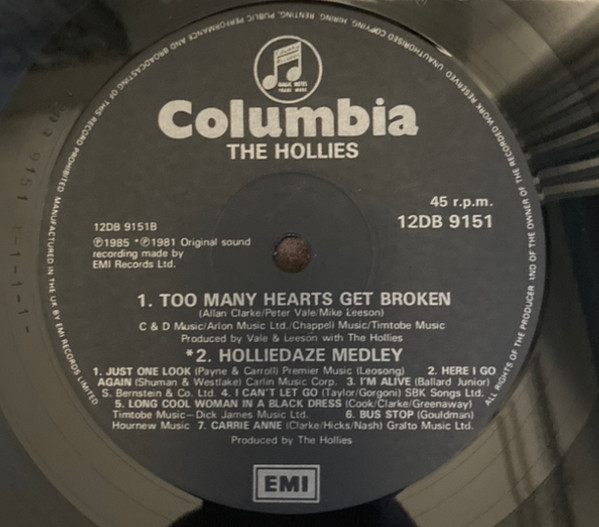 UNAUTHORISED COPYING, HIRING, RENTING, PUBLIC PERFORMANCE AND BROADCASTING OF THIS RECORD PROHIBITED MANUFACTURED IN THE UK BY EMI RECORDS LIMITED
ALL RIGHTS OF THE PRODUCER AND OF THE OWNER OF THE RECORDED WORK RESERVED
MAGIC NOTES
TRADE MARK
Columbia
THE HOLLIES
45 r.p.m.
12DB 9151B
12DB 9151
℗1985 *℗1981 Original sound
recording made by
EMI Records Ltd.
1. TOO MANY HEARTS GET BROKEN
(Allan Clarke/Peter Vale/Mike Leeson)
C & D Music/Arlon Music Ltd./Chappell Music/Timtobe Music
Produced by Vale & Leeson with The Hollies
*2. HOLLIEDAZE MEDLEY
1. JUST ONE LOOK (Payne & Carroll) Premier Music (Leosong) 2. HERE I GO
AGAIN (Shuman & Westlake) Carlin Music Corp. 3. I'M ALIVE (Ballard Junior)
S. Bernstein & Co. Ltd. 4. I CAN'T LET GO (Taylor/Gorgoni) SBK Songs Ltd.
5. LONG COOL WOMAN IN A BLACK DRESS (Cook/Clarke/Greenaway)
Timtobe Music—Dick James Music Ltd. 6. BUS STOP (Gouldman)
Hournew Music 7. CARRIE ANNE (Clarke/Hicks/Nash) Gralto Music Ltd.
Produced by The Hollies
EMI